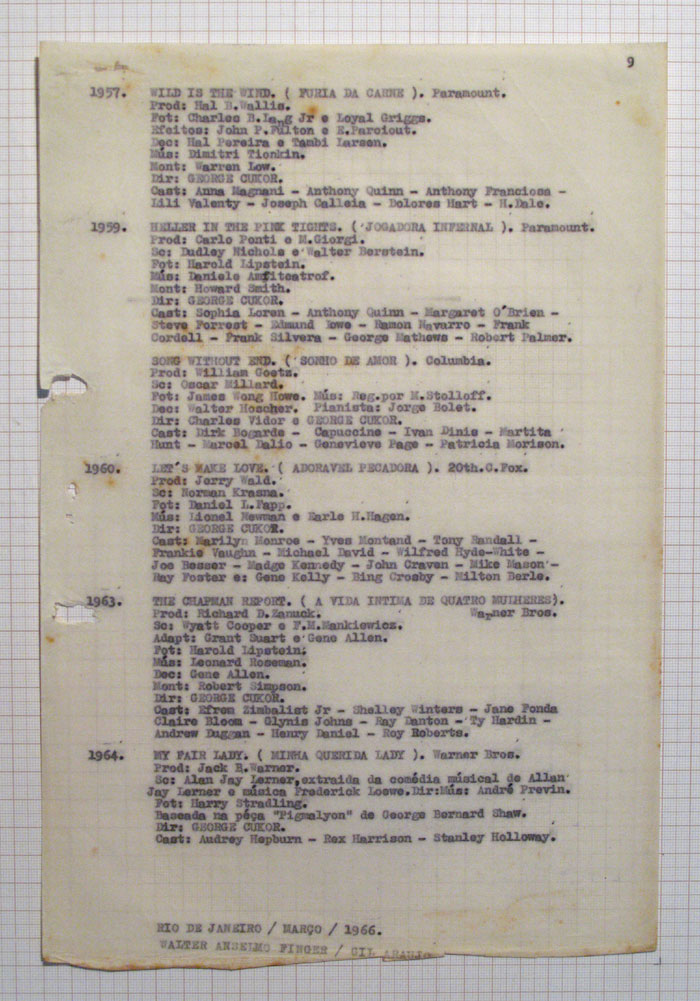 9
1957. WILD IS THE WIND. ( FURIA DA CARNE ). Paramount.
Prod: Hal B.Wallis.
Fot: Charles B.Lang Jr e Loyal Griggs.
Efeitos: John P.Fulton e E.Parciout.
Dec: Hal Pereira e Tambi Larsen.
Mús: Dimitri Tionkin.
Mont: Warren Low.
Dir: GEORGE CUKOR.
Cast: Anna Magnani - Anthony Quinn - Anthony Franciosa -
Lili Valenty - Joseph Calleia - Dolores Hart - H.Dale.
1959. HELLER IN THE PINK TIGHTS. ( JOGADORA INFERNAL ). Paramount.
Prod: Carlo Ponti e M.Giorgi.
Sc: Dudley Nichols e Walter Berstein.
Fot: Harold Lipstein.
Mús: Daniele Amfiteatrof.
Mont: Howard Smith.
Dir: GEORGE CUKOR.
Cast: Sophia Loren - Anthony Quinn - Margaret O'Brien -
Steve Forrest - Edmund Lowe - Ramon Navarro - Frank
Cordell - Frank Silvera - George Mathews - Robert Palmer.
SONG WITHOUT END. ( SONHO DE AMOR ). Columbia.
Prod: William Goets.
Sc: Oscar Millard.
Fot: James Wong Howe. Mús: Reg.por M.Stolloff.
Dec: Walter Hoscher. Pianista: Jorge Bolet.
Dir: Charles Vidor e GEORGE CUKOR.
Cast: Dirk Bogarde - Capuccine - Ivan Dinis - Martita
Hunt - Marcel Dalio - Genevieve Page - Patricia Morison.
1960. LET'S MAKE LOVE. ( ADORAVEL PECADORA ). 20th.C.Fox.
Prod: Jerry Wald.
Sc: Norman Krasna.
Fot: Daniel L.Fapp.
Mús: Lionel Newman e Earle H.Hagen.
Dir: GEORGE CUKOR.
Cast: Marilyn Monroe - Yves Montand - Tony Randall -
Frankie Vaughn - Michael David - Wilfred Hyde-White -
Joe Besser - Madge Kennedy - John Craven - Mike Mason -
Ray Foster e: Gene Kelly - Bing Crosby - Milton Berle.
1963. THE CHAPMAN REPORT. ( A VIDA INTIMA DE QUATRO MULHERES).
Prod: Richard D.Zanuck. Warner Bros.
Sc: Wyatt Cooper e F.M.Mankiewicz.
Adapt: Grant Suart e Gene Allen.
Fot: Harold Lipstein.
Mús: Leonard Roseman.
Dec: Gene Allen.
Mont: Robert Simpson.
Dir: GEORGE CUKOR.
Cast: Efrem Zimbalist Jr - Shelley Winters - Jane Fonda
Claire Bloom - Glynis Johns - Ray Danton - Ty Hardin -
Andrew Duggan - Henry Daniel - Roy Roberts.
1964. MY FAIR LADY. ( MINHA QUERIDA LADY ). Warner Bros.
Prod: Jack B.Warner.
Sc: Alan Jay Lerner,extraida da comédia músical de Allan
Jay Lerner e música Frederick Loewe.Dir:Mús: André Previn.
Fot: Harry Stradling.
Baseada na péça "Pigmalyon" de George Bernard Shaw.
Dir: GEORGE CUKOR.
Cast: Audrey Hepburn - Rex Harrison - Stanley Holloway.
RIO DE JANEIRO / MARÇO / 1966.
WALTER ANSELMO FINGER / GIL ARAUJO